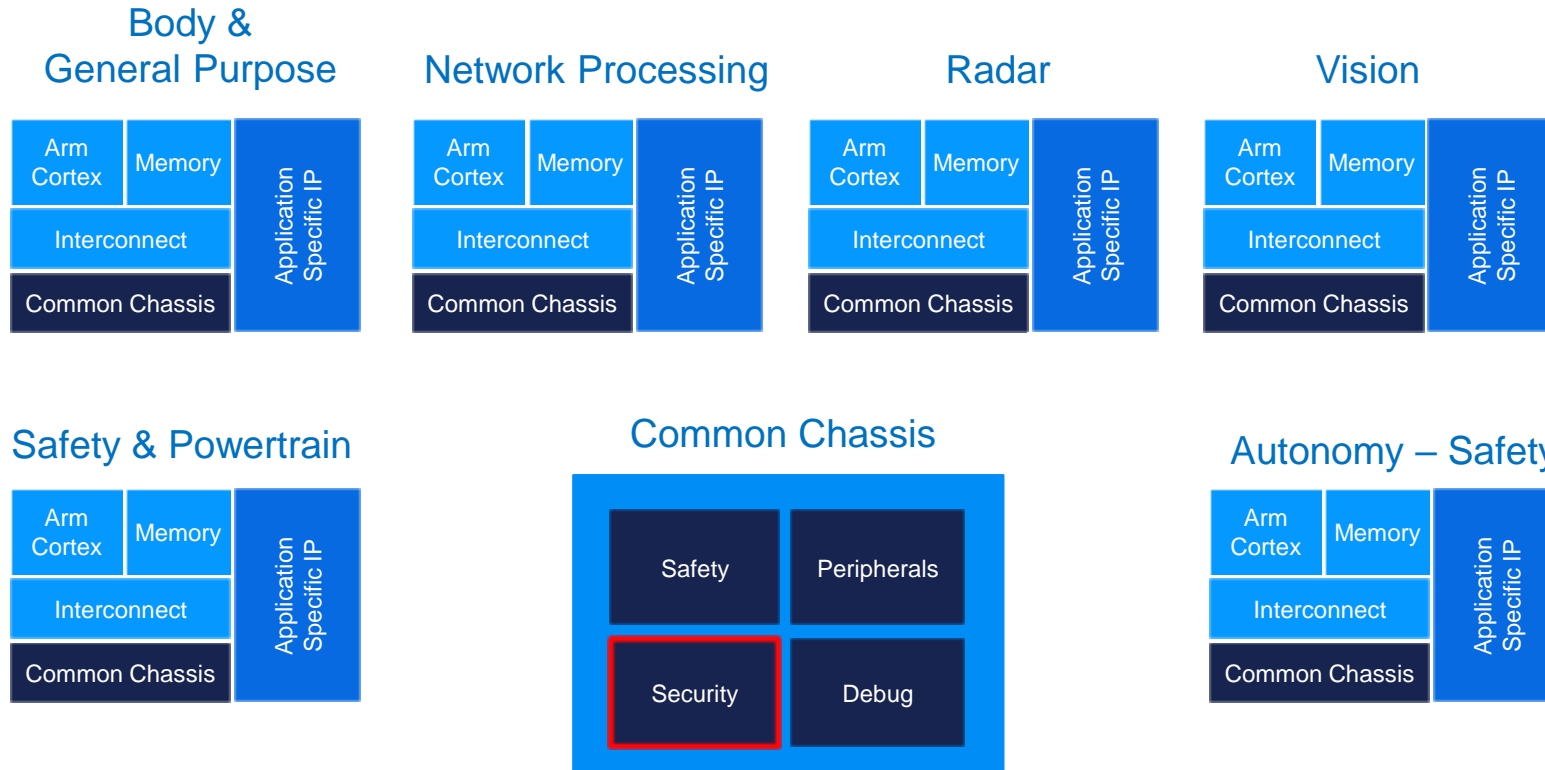 Body &
General Purpose
Network Processing
Radar
Vision
Arm
Cortex
Memory
Interconnect
Common Chassis
Application
Specific IP
Arm
Cortex
Memory
Interconnect
Common Chassis
Application
Specific IP
Arm
Cortex
Memory
Interconnect
Common Chassis
Application
Specific IP
Arm
Cortex
Memory
Interconnect
Common Chassis
Application
Specific IP
Safety & Powertrain
Arm
Cortex
Memory
Interconnect
Common Chassis
Application
Specific IP
Common Chassis
Safety
Peripherals
Security
Debug
Autonomy – Safety
Arm
Cortex
Memory
Interconnect
Common Chassis
Application
Specific IP